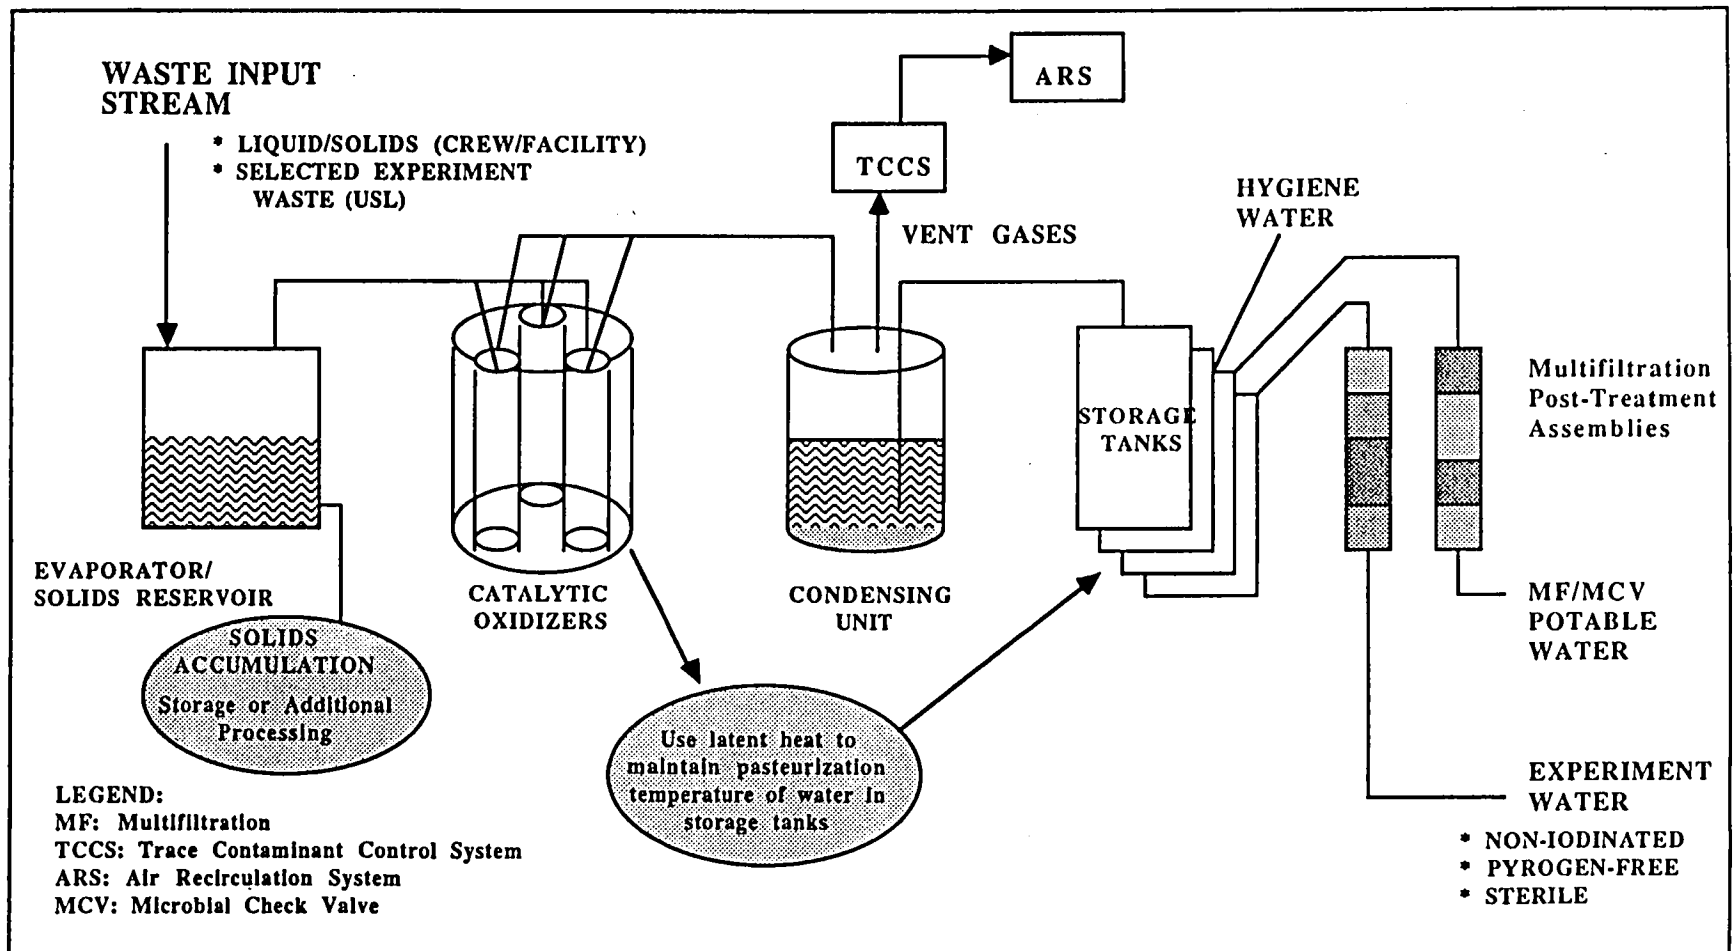 WASTE INPUT
STREAM
* LIQUID/SOLIDS (CREW/FACILITY)
* SELECTED EXPERIMENT
WASTE (USL)
ARS
TCCS
VENT GASES
HYGIENE
WATER
STORAGE
TANKS
Multifiltration
Post-Treatment
Assemblies
EVAPORATOR/
SOLIDS RESERVOIR
CATALYTIC
OXIDIZERS
CONDENSING
UNIT
MF/MCV
POTABLE
WATER
SOLIDS
ACCUMULATION
Storage or Additional
Processing
Use latent heat to
maintain pasteurization
temperature of water in
storage tanks
EXPERIMENT
WATER
* NON-IODINATED
* PYROGEN-FREE
* STERILE
LEGEND:
MF: Multifiltration
TCCS: Trace Contaminant Control System
ARS: Air Recirculation System
MCV: Microbial Check Valve